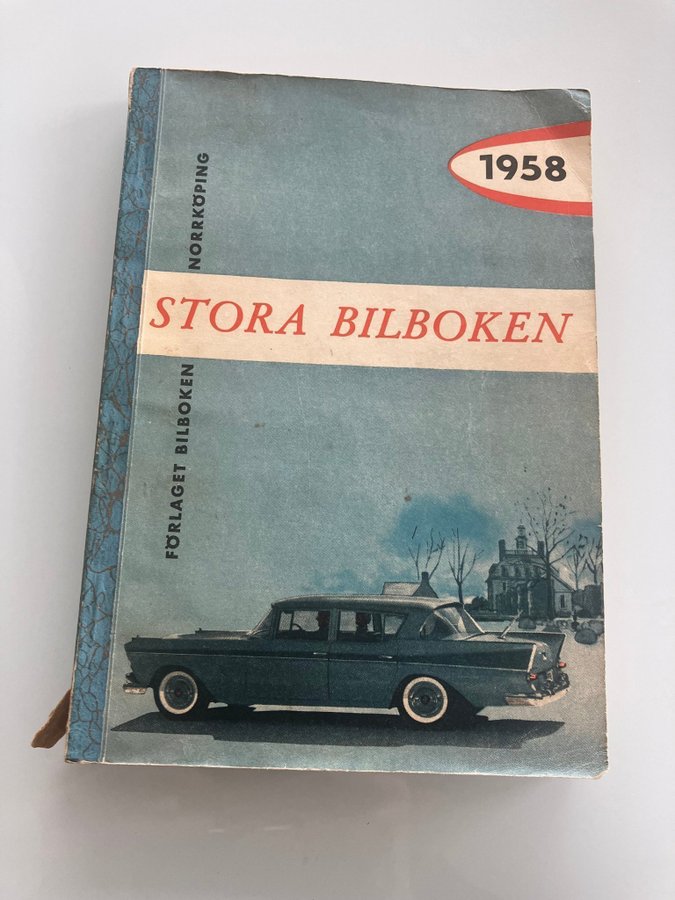 1958
STORA BILBOKEN
FÖRLAGET BILBOKEN NORRKÖPING